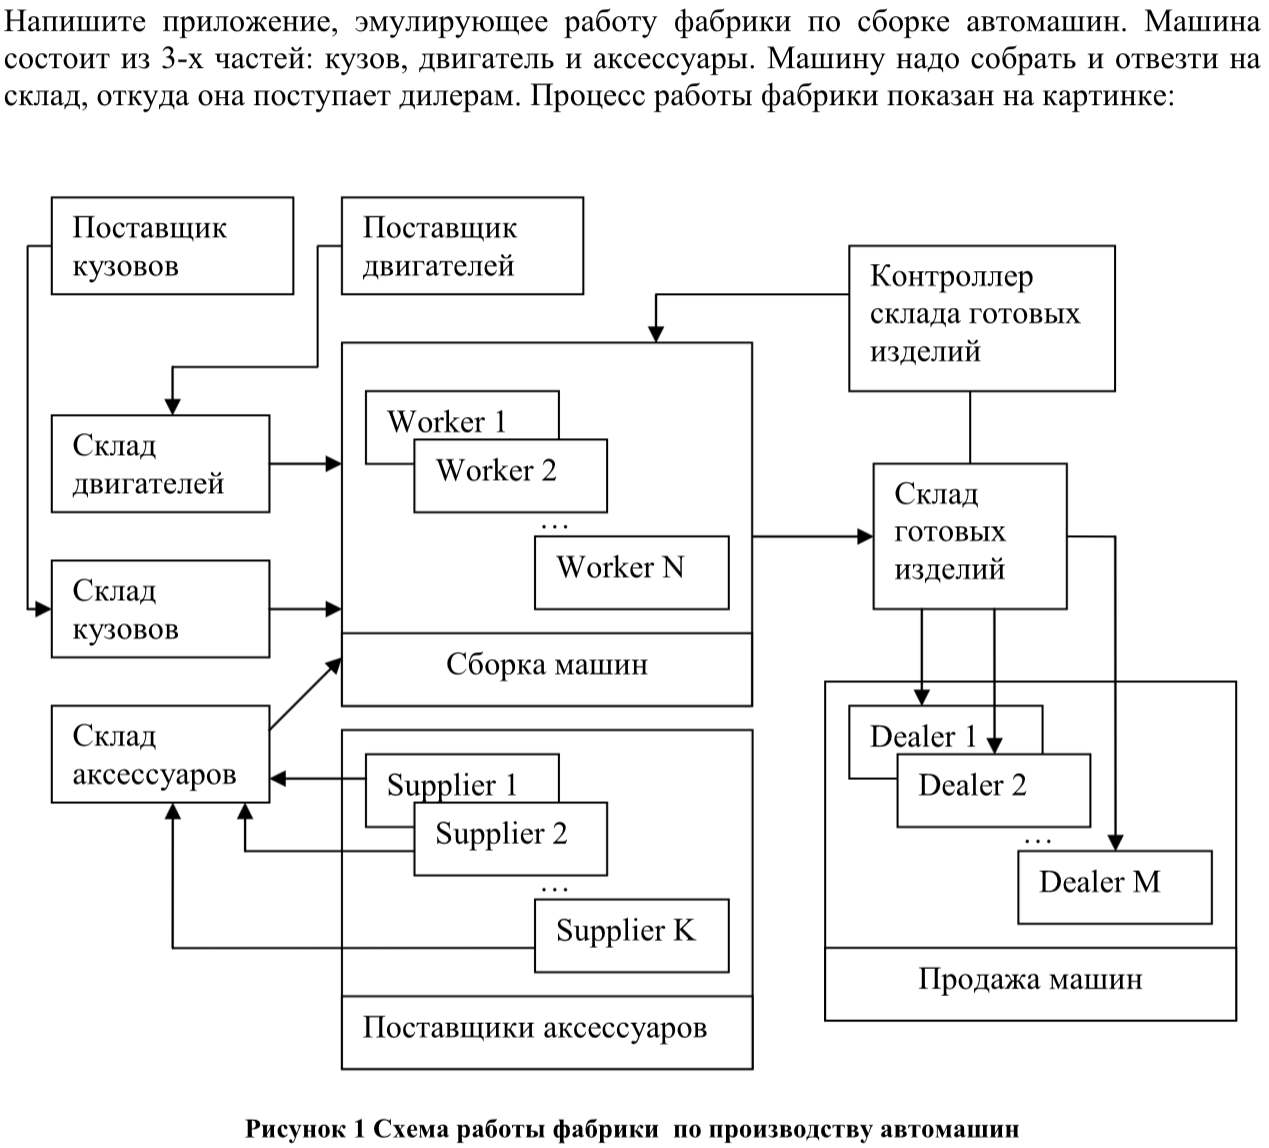 Напишите приложение, эмулирующее работу фабрики по сборке автомашин. Машина
состоит из 3-х частей: кузов, двигатель и аксессуары. Машину надо собрать и отвезти на
склад, откуда она поступает дилерам. Процесс работы фабрики показан на картинке:
Поставщик
кузовов
Поставщик
двигателей
Контроллер
склада готовых
изделий
Склад
двигателей
Worker 1
Worker 2
...
Worker N
Сборка машин
Склад
готовых
изделий
Склад
кузовов
Склад
аксессуаров
Supplier 1
Supplier 2
...
Supplier K
Поставщики аксессуаров
Dealer 1
Dealer 2
...
Dealer M
Продажа машин
Рисунок 1 Схема работы фабрики  по производству автомашин